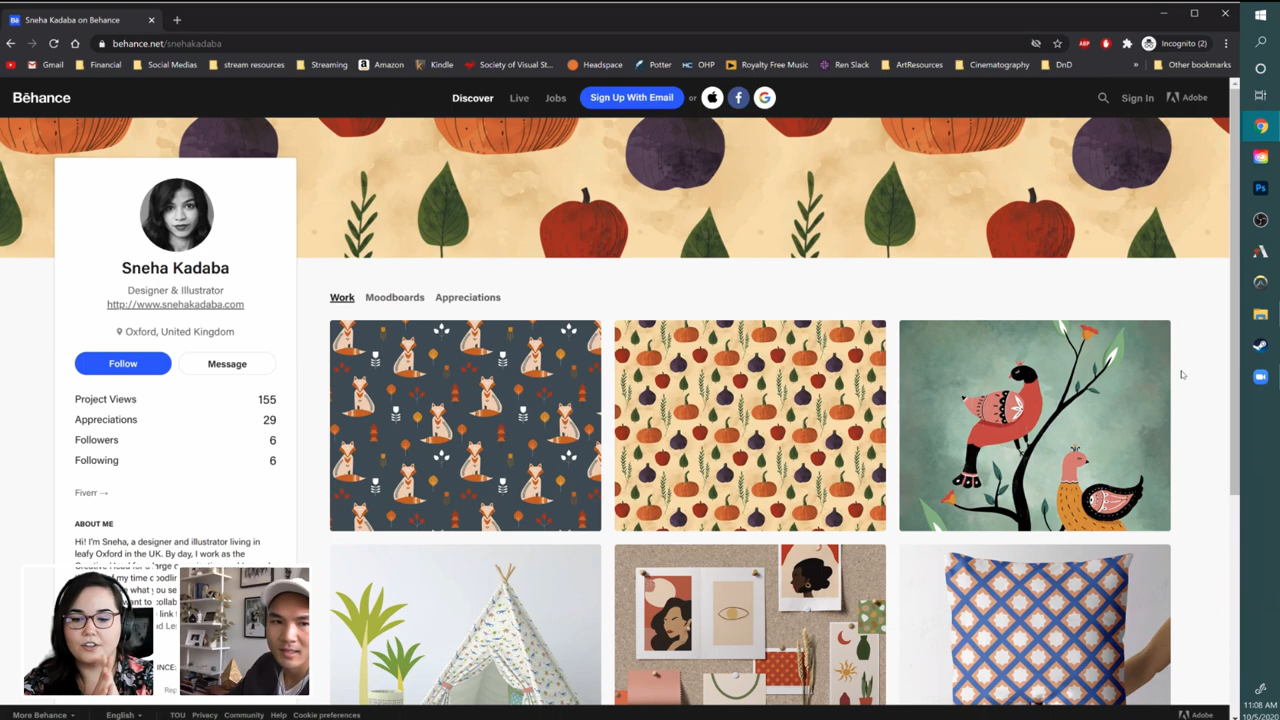 Sneha Kadaba on Behance
behance.net/snehakadaba
Incognito (2)
Gmail
Financial
Social Medias
stream resources
Streaming
Amazon
Kindle
Society of Visual St...
Headspace
Potter
OHP
Royalty Free Music
Ren Slack
ArtResources
Cinematography
DnD
Other bookmarks
Bēhance
Discover
Live
Jobs
Sign Up With Email
or
Sign In
Adobe
Sneha Kadaba
Designer & Illustrator
http://www.snehakadaba.com
Oxford, United Kingdom
Follow
Message
Project Views 155
Appreciations 29
Followers 6
Following 6
Fiverr →
ABOUT ME
Hi! I'm Sneha, a designer and illustrator living in
leafy Oxford in the UK. By day, I work as the
Work
Moodboards
Appreciations
More Behance
English
TOU
Privacy
Community
Help
Cookie preferences
Adobe
11:08 AM